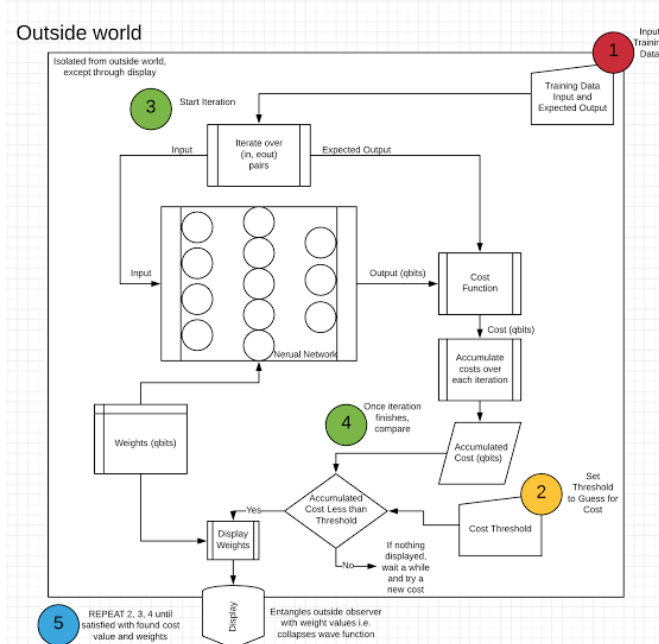 Outside world
Isolated from outside world,
except through display
1
Input
Training
Data
Training Data
Input and
Expected Output
3
Start Iteration
Iterate over
(in, eout)
pairs
Input
Expected Output
Input
Nerual Network
Output (qbits)
Cost
Function
Cost (qbits)
Accumulate
costs over
each iteration
Weights (qbits)
4
Once iteration
finishes,
compare
Accumulated
Cost (qbits)
2
Set
Threshold
to Guess for
Cost
Cost Threshold
Accumulated
Cost Less than
Threshold
Yes
No
Display
Weights
If nothing
displayed,
wait a while
and try a
new cost
Display
Entangles outside observer
with weight values i.e.
collapses wave function
5
REPEAT 2, 3, 4 until
satisfied with found cost
value and weights